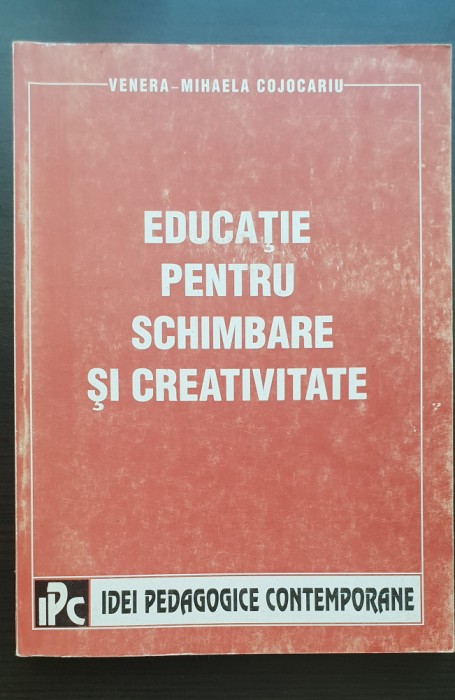 VENERA-MIHAELA COJOCARIU
EDUCAŢIE
PENTRU
SCHIMBARE
ŞI CREATIVITATE
IPC IDEI PEDAGOGICE CONTEMPORANE